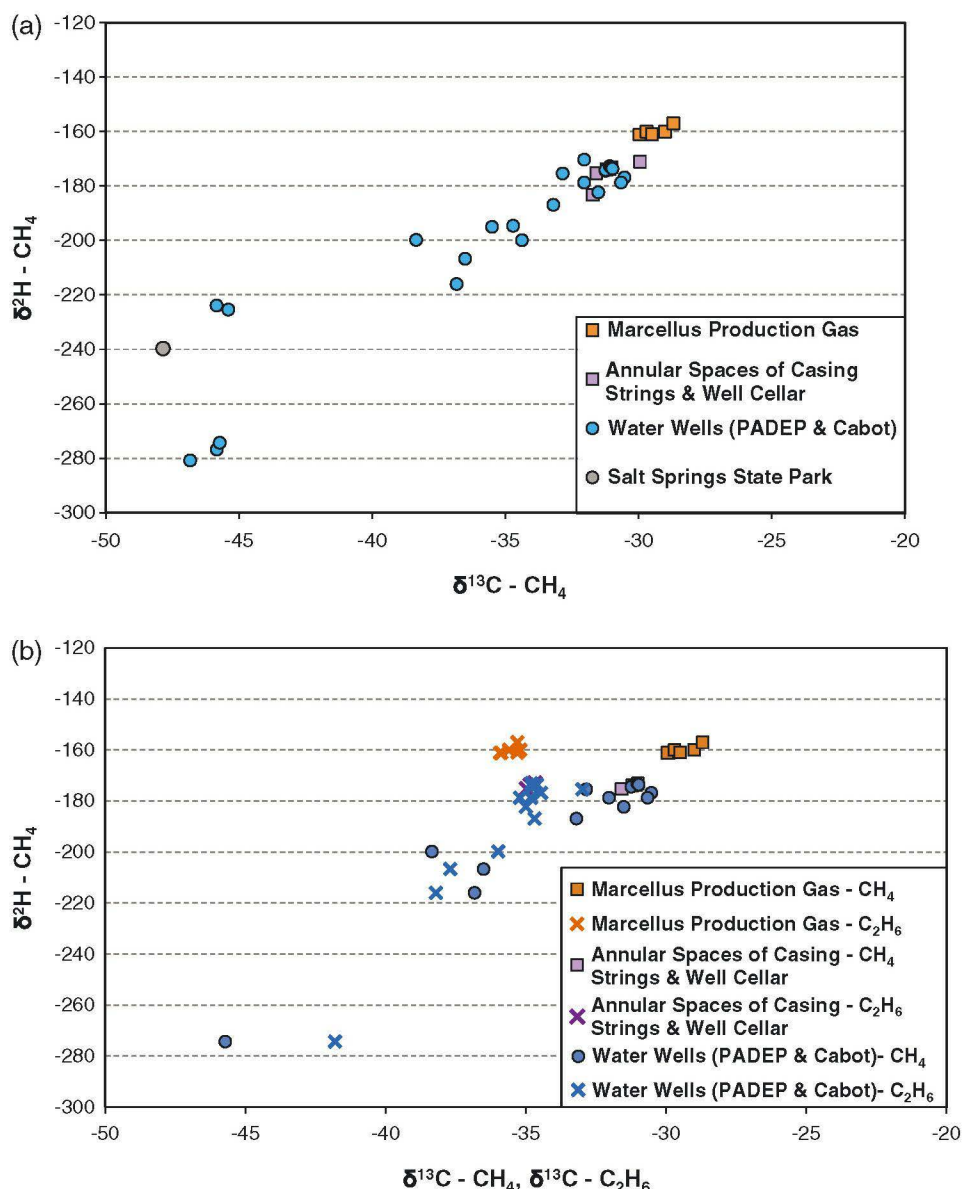 (a)
-120
-140
-160
-180
-200
-220
-240
-260
-280
-300
δ²H - CH₄
Marcellus Production Gas
Annular Spaces of Casing
Strings & Well Cellar
Water Wells (PADEP & Cabot)
Salt Springs State Park
-50 -45 -40 -35 -30 -25 -20
δ¹³C - CH₄
(b)
-120
-140
-160
-180
-200
-220
-240
-260
-280
-300
δ²H - CH₄
Marcellus Production Gas - CH₄
Marcellus Production Gas - C₂H₆
Annular Spaces of Casing - CH₄
Strings & Well Cellar
Annular Spaces of Casing - C₂H₆
Strings & Well Cellar
Water Wells (PADEP & Cabot)- CH₄
Water Wells (PADEP & Cabot)- C₂H₆
-50 -45 -40 -35 -30 -25 -20
δ¹³C - CH₄, δ¹³C - C₂H₆